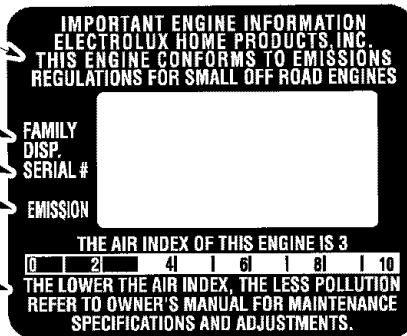 IMPORTANT ENGINE INFORMATION
ELECTROLUX HOME PRODUCTS, INC.
THIS ENGINE CONFORMS TO EMISSIONS
REGULATIONS FOR SMALL OFF ROAD ENGINES
FAMILY
DISP.
SERIAL #
EMISSION
THE AIR INDEX OF THIS ENGINE IS 3
0 2 4 6 8 10
THE LOWER THE AIR INDEX, THE LESS POLLUTION
REFER TO OWNER'S MANUAL FOR MAINTENANCE
SPECIFICATIONS AND ADJUSTMENTS.